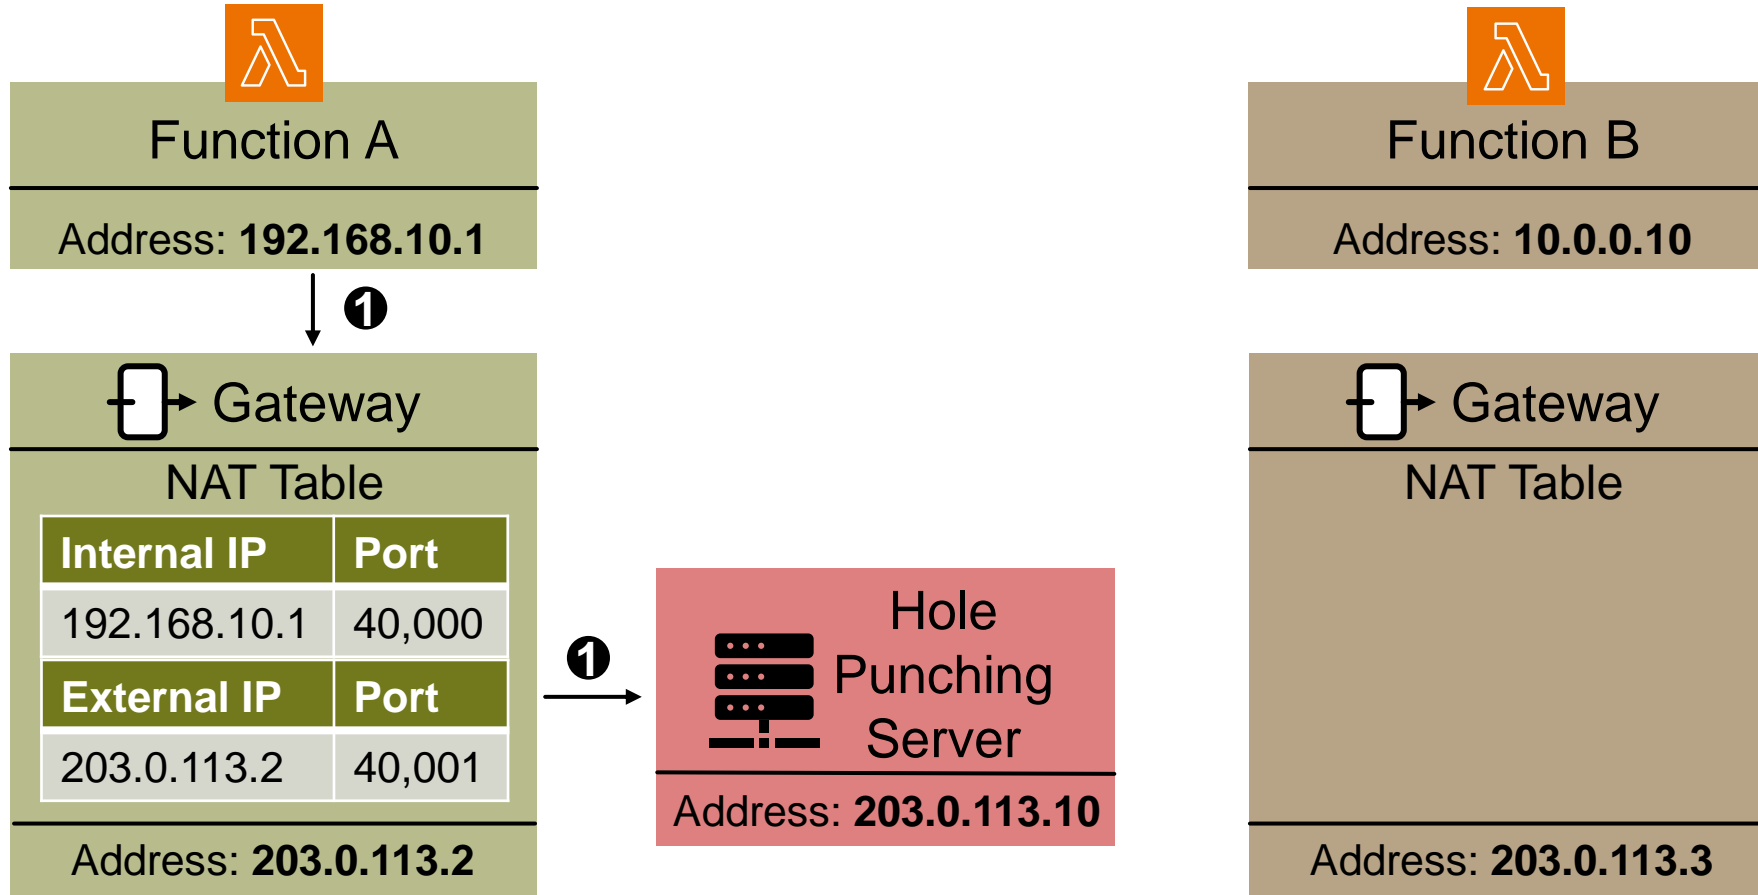 Function A
Address: 192.168.10.1
❶
Gateway
NAT Table
Internal IP Port
192.168.10.1 40,000
External IP Port
203.0.113.2 40,001
Address: 203.0.113.2
❶
Hole
Punching
Server
Address: 203.0.113.10
Function B
Address: 10.0.0.10
Gateway
NAT Table
Address: 203.0.113.3